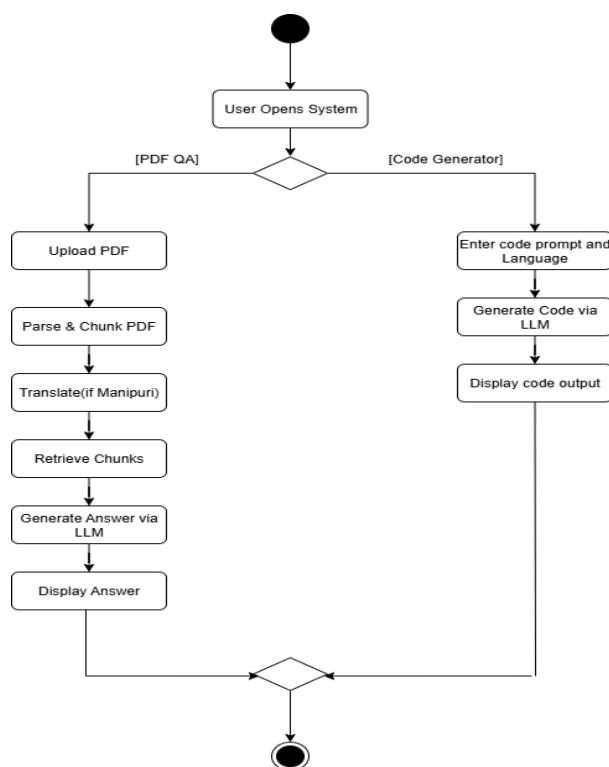 User Opens System
[PDF QA]
[Code Generator]
Upload PDF
Parse & Chunk PDF
Translate(if Manipuri)
Retrieve Chunks
Generate Answer via
LLM
Display Answer
Enter code prompt and
Language
Generate Code via
LLM
Display code output